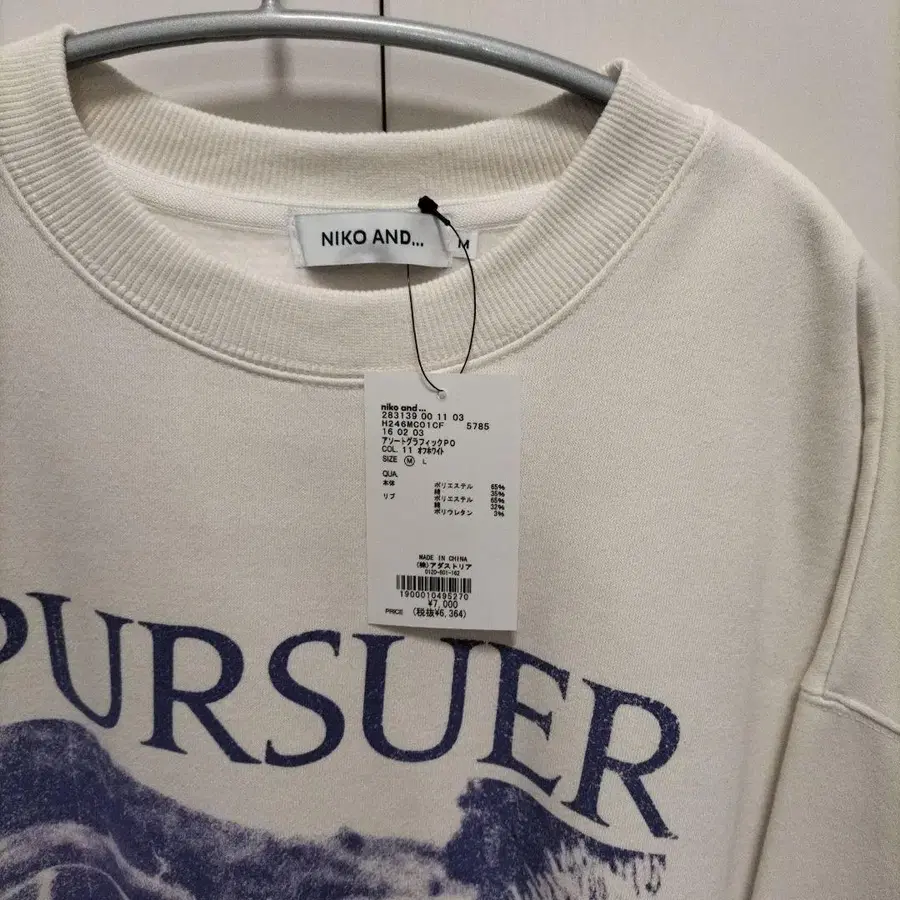 NIKO AND...
M
niko and...
283139 00 11 03
H246MC01CF 5785
16 02 03
アソートグラフィックPO
COL. 11 オフホワイト
SIZE M L
QUA.
本体 ポリエステル 65%
綿 35%
リブ ポリエステル 65%
綿 32%
ポリウレタン 3%
MADE IN CHINA
(株)アダストリア
0120-601-162
1900010495270
¥7,000
PRICE (税抜¥6,364)
PURSUER